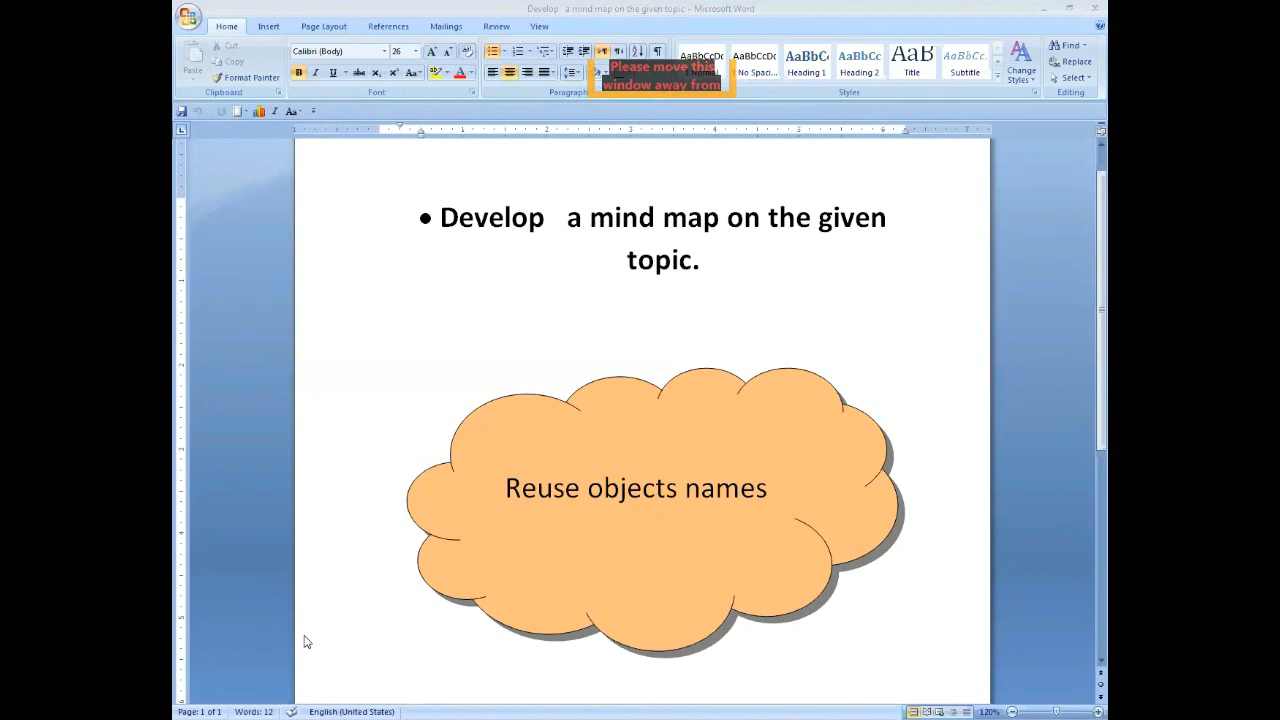 Develop   a mind map on the given topic - Microsoft Word
Home Insert Page Layout References Mailings Review View
Cut
Copy
Paste
Format Painter
Clipboard
Calibri (Body) 26
Font
Paragraph
Please move this
window away from
AaBbCcDc AaBbCcDc AaBbC AaBbCc AaB AaBbCc.
Normal No Spaci... Heading 1 Heading 2 Title Subtitle
Change
Styles
Styles
Find
Replace
Select
Editing
• Develop   a mind map on the given
topic.
Reuse objects names
Page: 1 of 1 Words: 12 English (United States) 120%